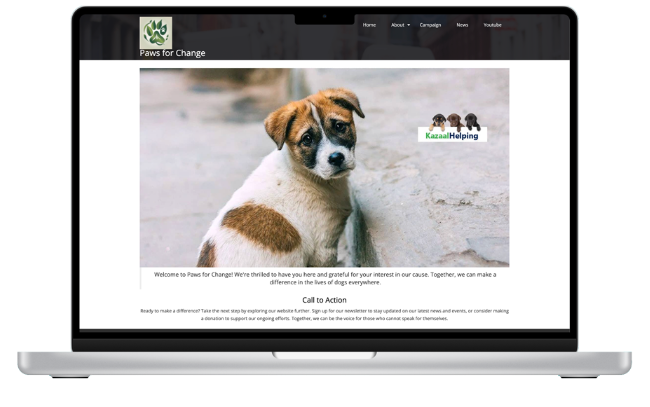 Home About Campaign News Youtube
Paws for Change
KazaalHelping
Welcome to Paws for Change! We're thrilled to have you here and grateful for your interest in our cause. Together, we can make a
difference in the lives of dogs everywhere.
Call to Action
Ready to make a difference? Take the next step by exploring our website further. Sign up for our newsletter to stay updated on our latest news and events, or consider making
a donation to support our ongoing efforts. Together, we can be the voice for those who cannot speak for themselves.